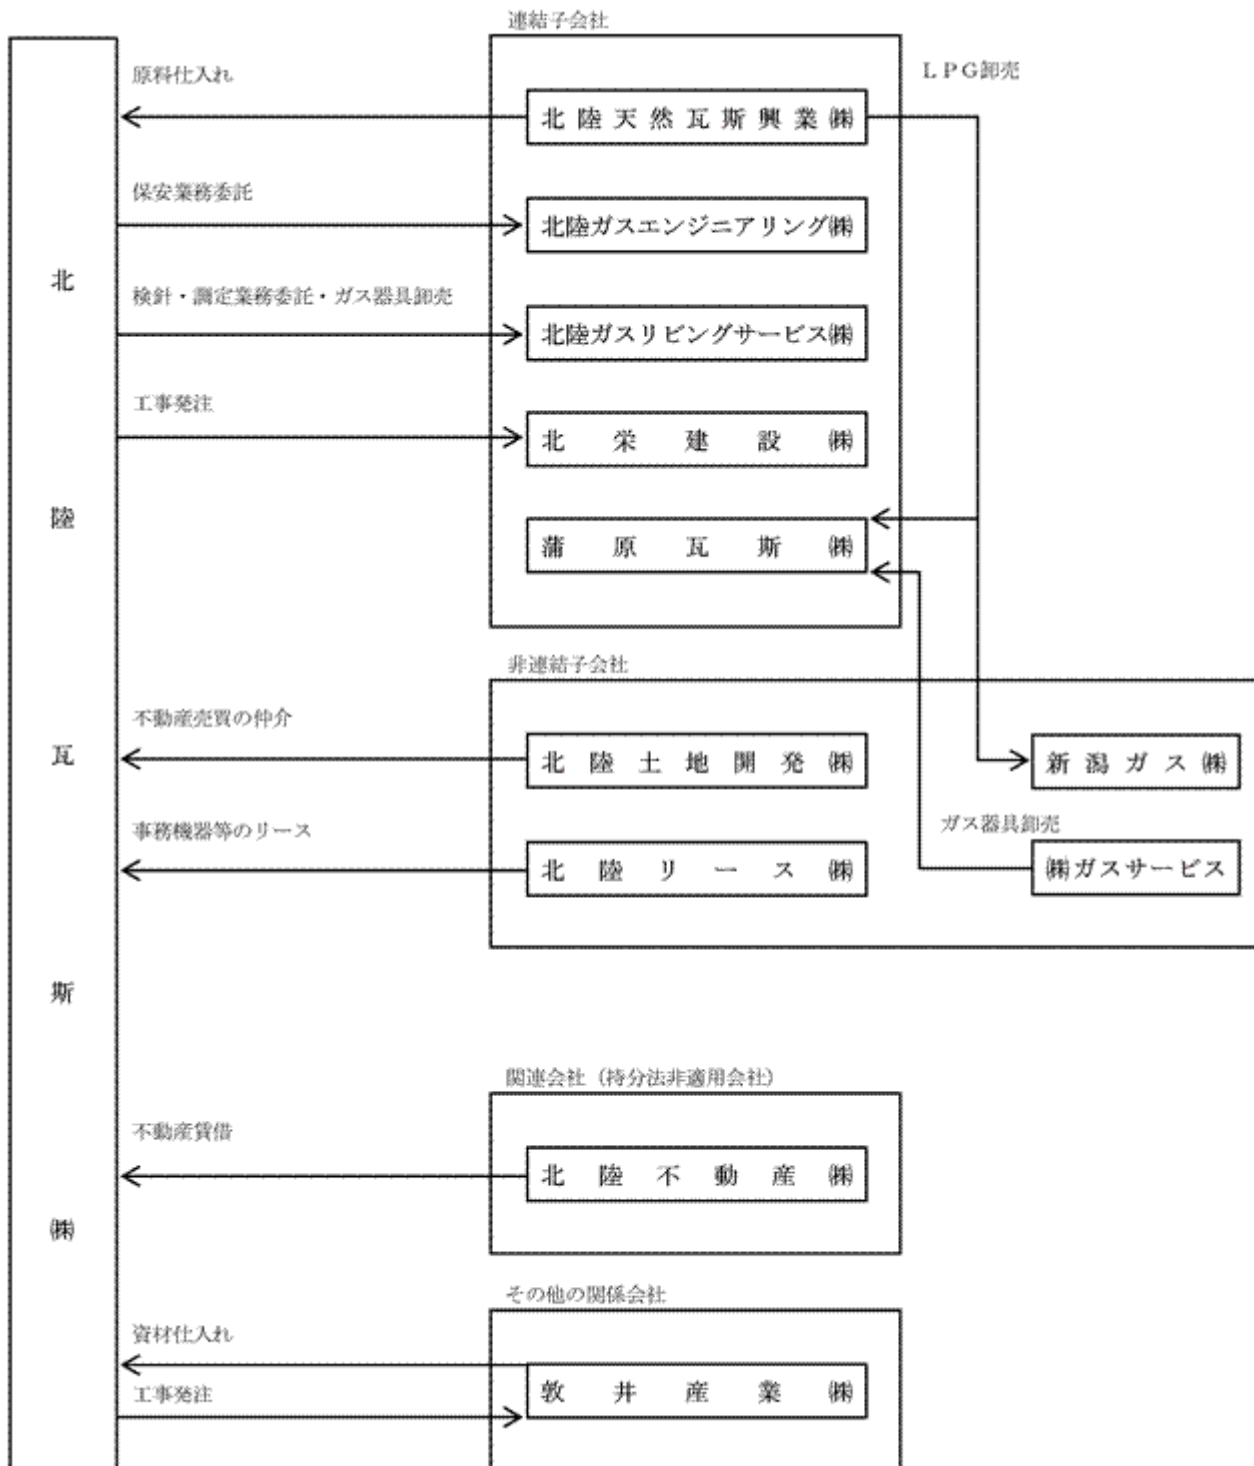 連結子会社
原料仕入れ
ＬＰＧ卸売
北陸天然瓦斯興業㈱
保安業務委託
北陸ガスエンジニアリング㈱
検針・測定業務委託・ガス器具卸売
北陸ガスリビングサービス㈱
工事発注
北栄建設㈱
蒲原瓦斯㈱
北陸瓦斯㈱
非連結子会社
不動産売買の仲介
北陸土地開発㈱
新潟ガス㈱
事務機器等のリース
ガス器具卸売
北陸リース㈱
㈱ガスサービス
関連会社（持分法非適用会社）
不動産賃借
北陸不動産㈱
その他の関係会社
資材仕入れ
敦井産業㈱
工事発注